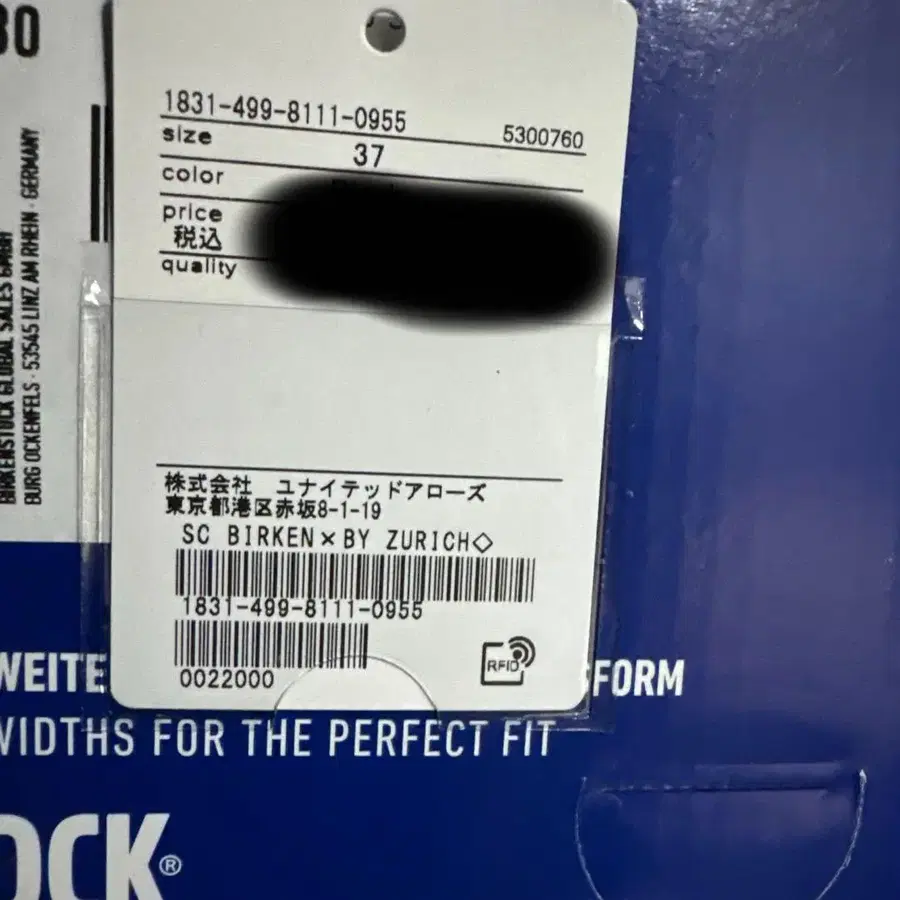 30
BIRKENSTOCK GLOBAL SALES GMBH
BURG OCKENFELS · 53545 LINZ AM RHEIN · GERMANY
1831-499-8111-0955
5300760
size
37
color
price
税込
quality
株式会社 ユナイテッドアローズ
東京都港区赤坂8-1-19
SC BIRKEN×BY ZURICH◇
1831-499-8111-0955
0022000
RFID
WEITE
FORM
WIDTHS FOR THE PERFECT FIT
OCK®